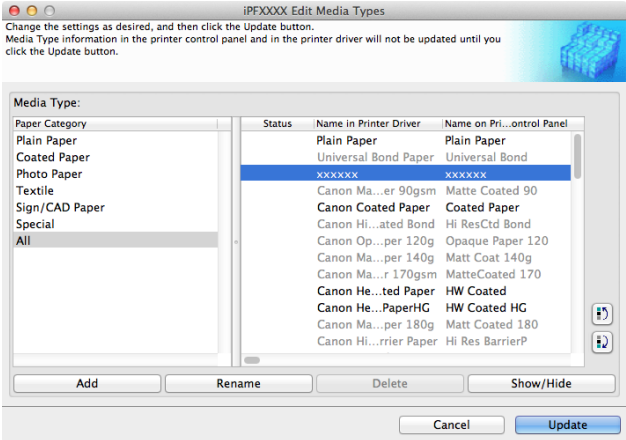 iPFXXXX Edit Media Types
Change the settings as desired, and then click the Update button.
Media Type information in the printer control panel and in the printer driver will not be updated until you
click the Update button.
Media Type:
Paper Category
Plain Paper
Coated Paper
Photo Paper
Textile
Sign/CAD Paper
Special
All
Status Name in Printer Driver Name on Pri...ontrol Panel
Plain Paper Plain Paper
Universal Bond Paper Universal Bond
xxxxxx xxxxxx
Canon Ma...er 90gsm Matte Coated 90
Canon Coated Paper Coated Paper
Canon Hi...ated Bond Hi ResCtd Bond
Canon Op...per 120g Opaque Paper 120
Canon Ma...per 140g Matt Coat 140g
Canon Ma...r 170gsm MatteCoated 170
Canon He...ted Paper HW Coated
Canon He...PaperHG HW Coated HG
Canon Ma...per 180g Matt Coated 180
Canon Hi...rrier Paper Hi Res BarrierP
Add Rename Delete Show/Hide
Cancel Update